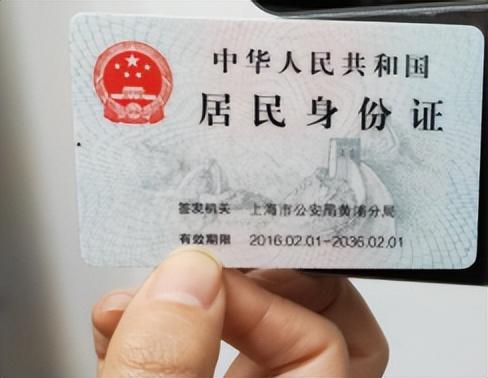 中华人民共和国
居民身份证
签发机关 上海市公安局黄浦分局
有效期限 2016.02.01-2036.02.01